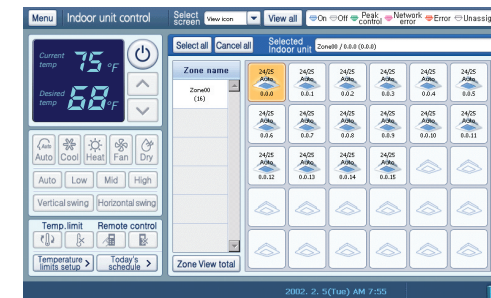 Menu
Indoor unit control
Select screen
View icon
View all
On
Off
Peak control
Network error
Error
Unassig
Current temp
75 °F
Desired temp
68 °F
Select all
Cancel all
Selected Indoor unit
Zone00 / 0.0.0 (0.0.0)
Zone name
Zone00
(16)
24/25 24/25 24/25 24/25 24/25 24/25
Auto Auto Auto Auto Auto Auto
0.0.0 0.0.1 0.0.2 0.0.3 0.0.4 0.0.5
24/25 24/25 24/25 24/25 24/25 24/25
Auto Auto Auto Auto Auto Auto
0.0.6 0.0.7 0.0.8 0.0.9 0.0.10 0.0.11
24/25 24/25 24/25 24/25
Auto Auto Auto Auto
0.0.12 0.0.13 0.0.14 0.0.15
Auto Cool Heat Fan Dry
Auto Low Mid High
Vertical swing Horizontal swing
Temp. limit Remote control
Temperature limits setup >
Today's schedule >
Zone View total
2002. 2. 5(Tue) AM 7:55